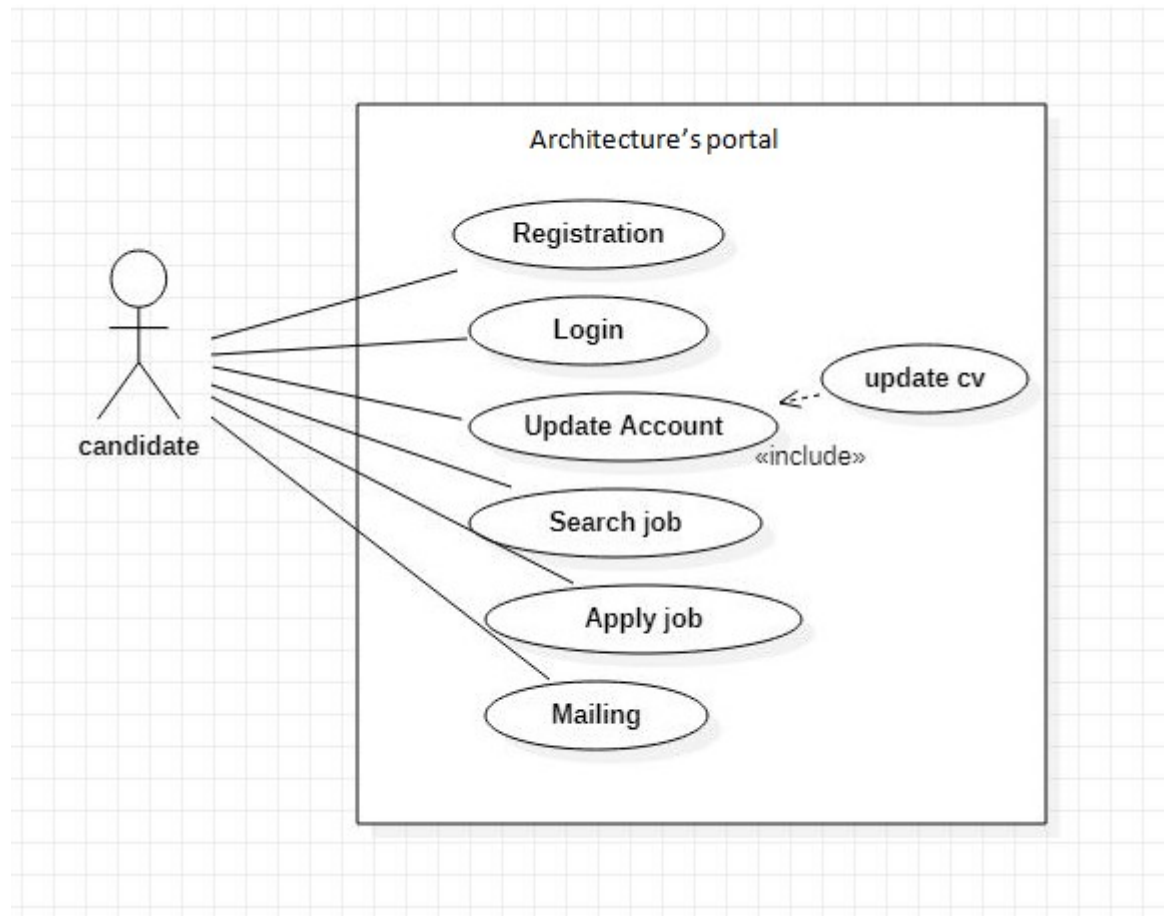 Architecture's portal
Registration
Login
update cv
Update Account
«include»
candidate
Search job
Apply job
Mailing